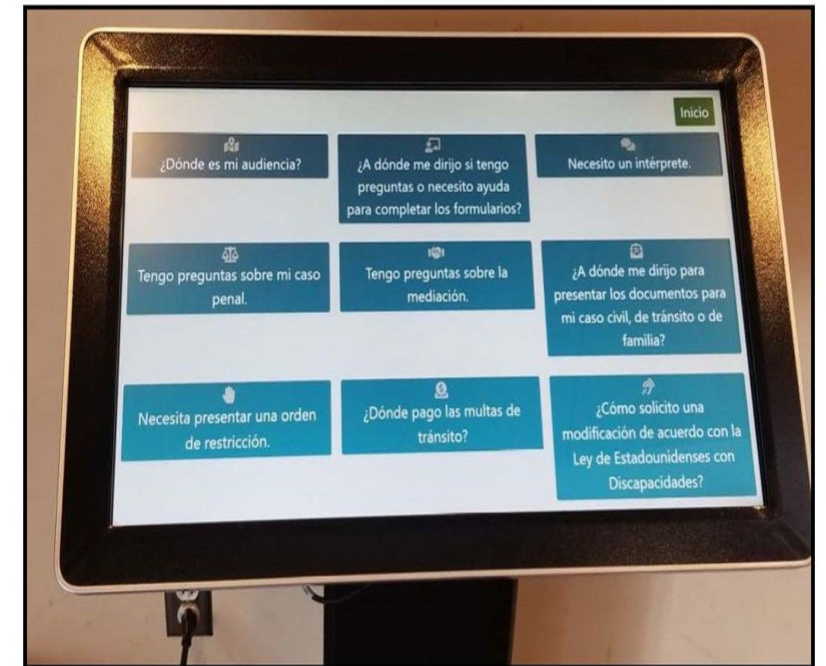 Inicio
¿Dónde es mi audiencia?
¿A dónde me dirijo si tengo
preguntas o necesito ayuda
para completar los formularios?
Necesito un intérprete.
Tengo preguntas sobre mi caso
penal.
Tengo preguntas sobre la
mediación.
¿A dónde me dirijo para
presentar los documentos para
mi caso civil, de tránsito o de
familia?
Necesita presentar una orden
de restricción.
¿Dónde pago las multas de
tránsito?
¿Cómo solicito una
modificación de acuerdo con la
Ley de Estadounidenses con
Discapacidades?